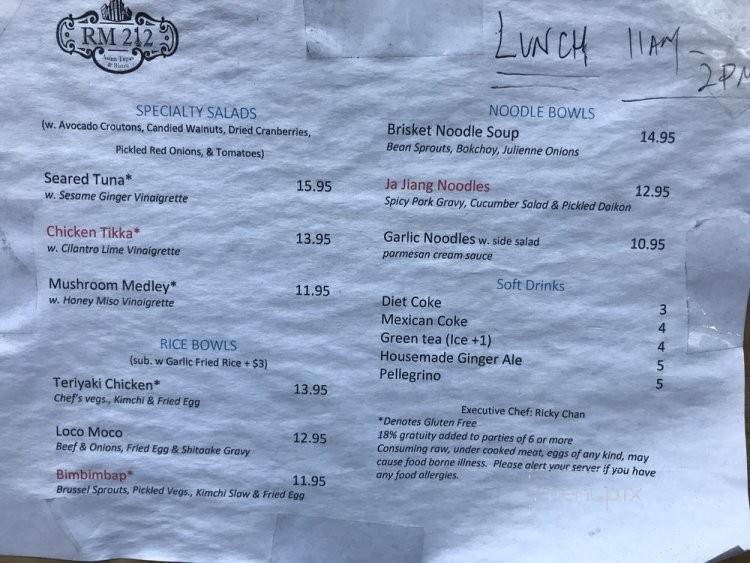 RM 212
Asian Tapas
& Bistro
LUNCH 11AM - 2PM
SPECIALTY SALADS
(w. Avocado Croutons, Candied Walnuts, Dried Cranberries,
Pickled Red Onions, & Tomatoes)
Seared Tuna* 15.95
w. Sesame Ginger Vinaigrette
Chicken Tikka* 13.95
w. Cilantro Lime Vinaigrette
Mushroom Medley* 11.95
w. Honey Miso Vinaigrette
RICE BOWLS
(sub. w Garlic Fried Rice + $3)
Teriyaki Chicken* 13.95
Chef's vegs., Kimchi & Fried Egg
Loco Moco 12.95
Beef & Onions, Fried Egg & Shitaake Gravy
Bimbimbap* 11.95
Brussel Sprouts, Pickled Vegs., Kimchi Slaw & Fried Egg
NOODLE BOWLS
Brisket Noodle Soup 14.95
Bean Sprouts, Bokchoy, Julienne Onions
Ja Jiang Noodles 12.95
Spicy Pork Gravy, Cucumber Salad & Pickled Daikon
Garlic Noodles w. side salad 10.95
parmesan cream sauce
Soft Drinks
Diet Coke 3
Mexican Coke 4
Green tea (Ice +1) 4
Housemade Ginger Ale 5
Pellegrino 5
Executive Chef: Ricky Chan
*Denotes Gluten Free
18% gratuity added to parties of 6 or more
Consuming raw, under cooked meat, eggs of any kind, may
cause food borne illness. Please alert your server if you have
any food allergies.
menupix